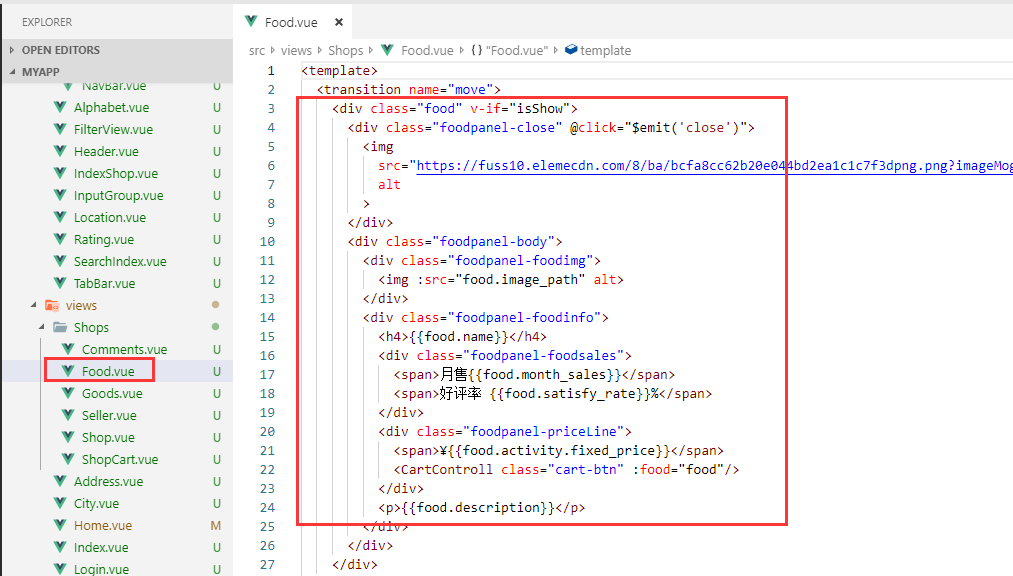 EXPLORER
OPEN EDITORS
MYAPP
NavBar.vue U
Alphabet.vue U
FilterView.vue U
Header.vue U
IndexShop.vue U
InputGroup.vue U
Location.vue U
Rating.vue U
SearchIndex.vue U
TabBar.vue U
views
Shops
Comments.vue U
Food.vue U
Goods.vue U
Seller.vue U
Shop.vue U
ShopCart.vue U
Address.vue U
City.vue U
Home.vue M
Index.vue U
Login.vue U
Food.vue ×
src › views › Shops › Food.vue › {} "Food.vue" › template
1 <template>
2 <transition name="move">
3 <div class="food" v-if="isShow">
4 <div class="foodpanel-close" @click="$emit('close')">
5 <img
6 src="https://fuss10.elemecdn.com/8/ba/bcfa8cc62b20e044bd2ea1c1c7f3dpng.png?imageMog
7 alt
8 >
9 </div>
10 <div class="foodpanel-body">
11 <div class="foodpanel-foodimg">
12 <img :src="food.image_path" alt>
13 </div>
14 <div class="foodpanel-foodinfo">
15 <h4>{{food.name}}</h4>
16 <div class="foodpanel-foodsales">
17 <span>月售{{food.month_sales}}</span>
18 <span>好评率 {{food.satisfy_rate}}%</span>
19 </div>
20 <div class="foodpanel-priceLine">
21 <span>¥{{food.activity.fixed_price}}</span>
22 <CartControll class="cart-btn" :food="food"/>
23 </div>
24 <p>{{food.description}}</p>
25 </div>
26 </div>
27 </div>